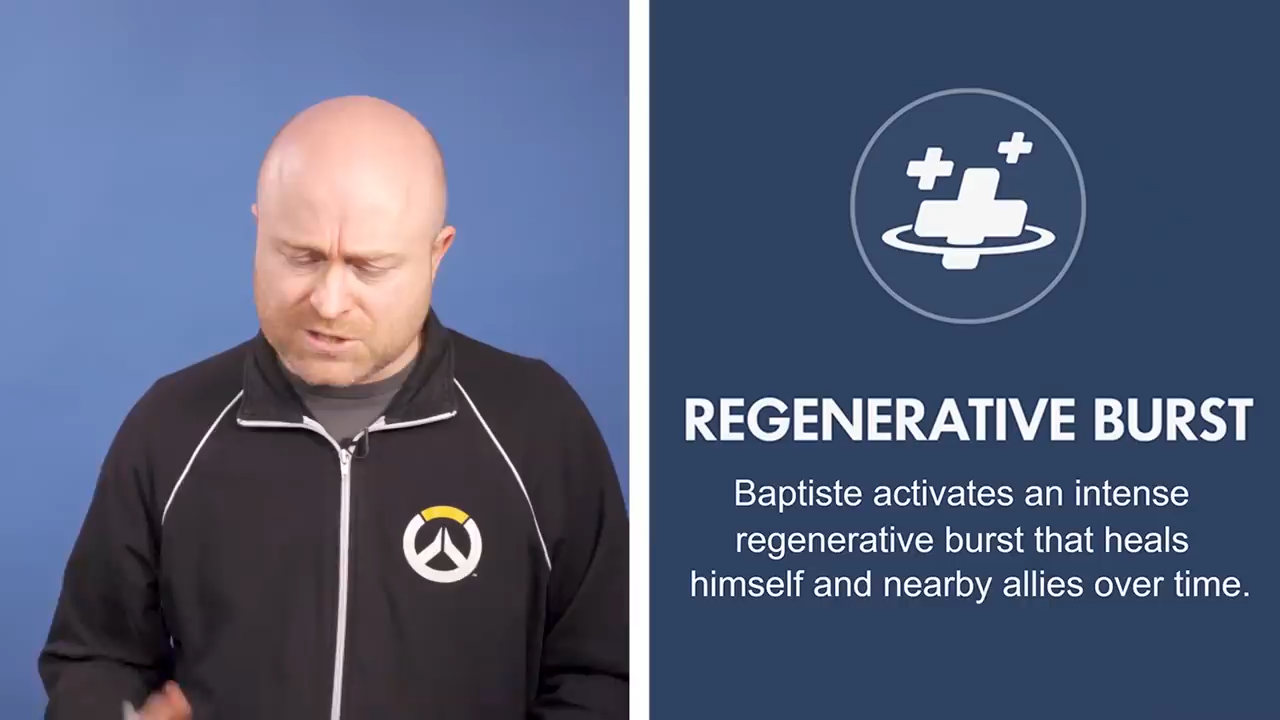 REGENERATIVE BURST
Baptiste activates an intense
regenerative burst that heals
himself and nearby allies over time.